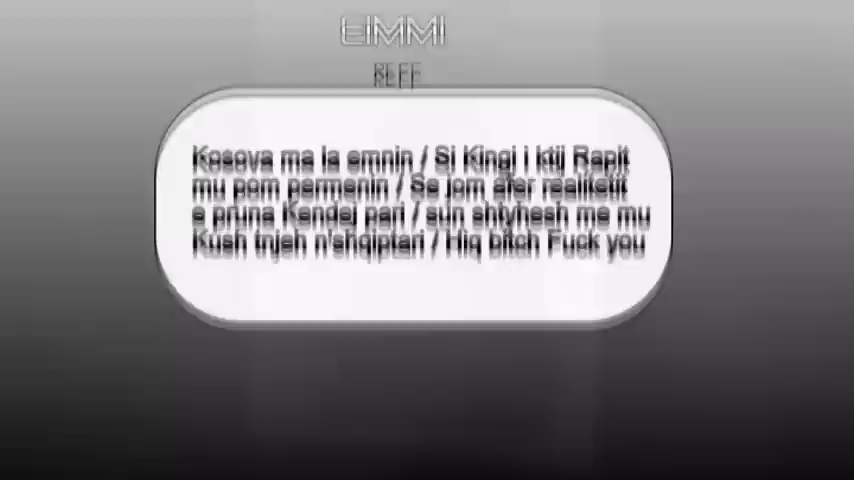 REFF
Kosova ma la emnin / Si Kingi i ktij Rapit
mu pom permenin / Se jom afer realitetit
e pruna Kendej pari / sun shtyhesh me mu
Kush tnjeh n'shqiptari / Hiq bitch Fuck you